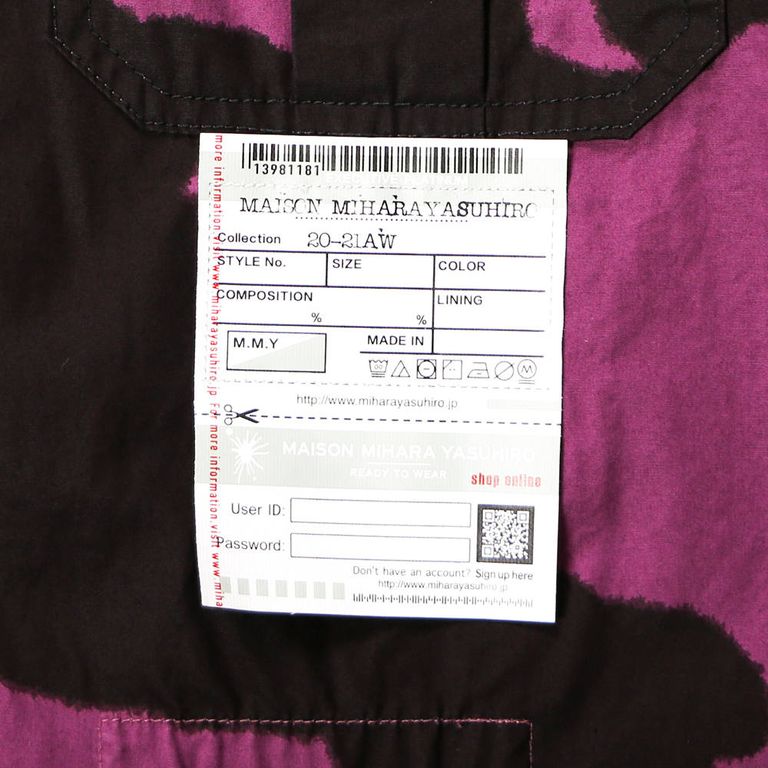 13981181
MAISON MIHARAYASUHIRO
Collection 20-21AW
STYLE No. SIZE COLOR
COMPOSITION LINING
% %
M.M.Y MADE IN
http://www.miharayasuhiro.jp
MAISON MIHARA YASUHIRO
READY TO WEAR
shop online
User ID:
Password:
Don't have an account? Sign up here
http://www.miharayasuhiro.jp
more information.visit www.miharayasuhiro.jp For more information.visit www.miha